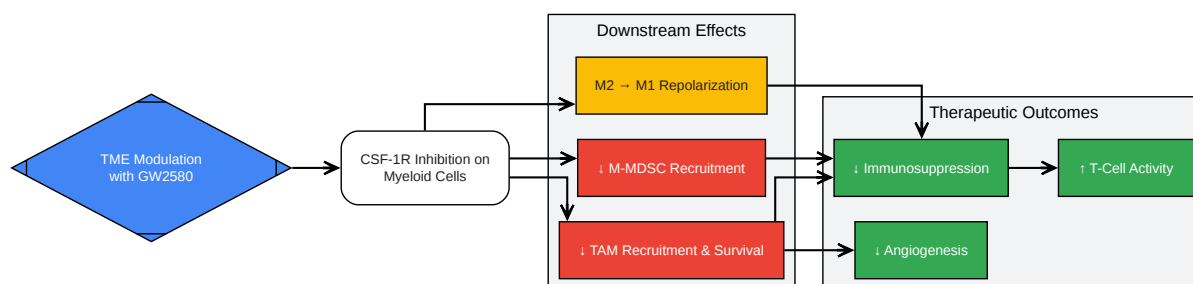 Downstream Effects
M2 → M1 Repolarization
Therapeutic Outcomes
TME Modulation
with GW2580
CSF-1R Inhibition on
Myeloid Cells
↓ M-MDSC Recruitment
↓ Immunosuppression
↑ T-Cell Activity
↓ TAM Recruitment & Survival
↓ Angiogenesis